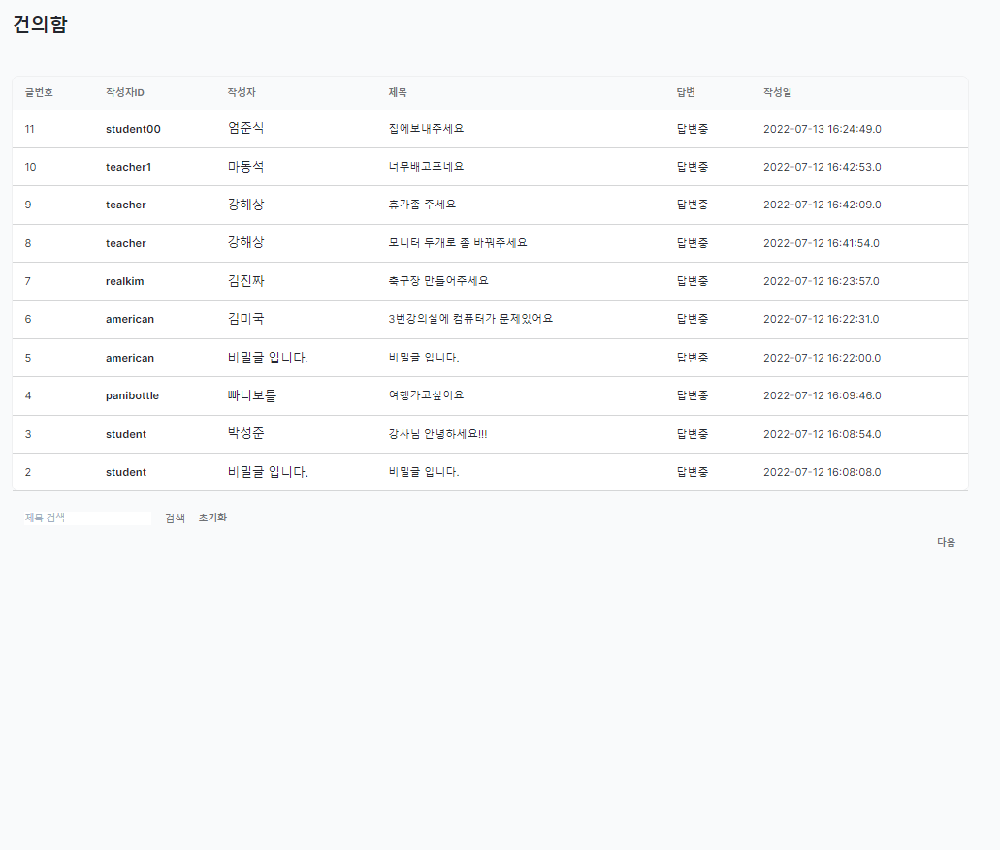 건의함
글번호 작성자ID 작성자 제목 답변 작성일
11 student00 엄준식 집에보내주세요 답변중 2022-07-13 16:24:49.0
10 teacher1 마동석 너무배고프네요 답변중 2022-07-12 16:42:53.0
9 teacher 강해상 휴가좀 주세요 답변중 2022-07-12 16:42:09.0
8 teacher 강해상 모니터 두개로 좀 바꿔주세요 답변중 2022-07-12 16:41:54.0
7 realkim 김진짜 축구장 만들어주세요 답변중 2022-07-12 16:23:57.0
6 american 김미국 3번강의실에 컴퓨터가 문제있어요 답변중 2022-07-12 16:22:31.0
5 american 비밀글 입니다. 비밀글 입니다. 답변중 2022-07-12 16:22:00.0
4 panibottle 빠니보틀 여행가고싶어요 답변중 2022-07-12 16:09:46.0
3 student 박성준 강사님 안녕하세요!!! 답변중 2022-07-12 16:08:54.0
2 student 비밀글 입니다. 비밀글 입니다. 답변중 2022-07-12 16:08:08.0
제목 검색 검색 초기화
다음